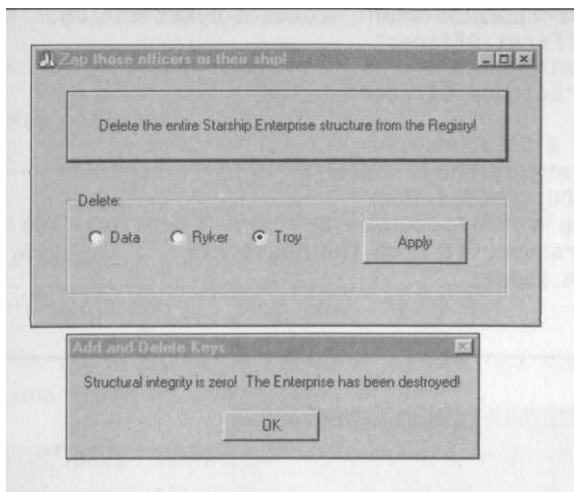 Zap those officers or their ship!
Delete the entire Starship Enterprise structure from the Regisry!
Delete:
Data Ryker Troy Apply
Add and Delete Keys
Structural integrity is zero! The Enterprise has been destroyed!
OK